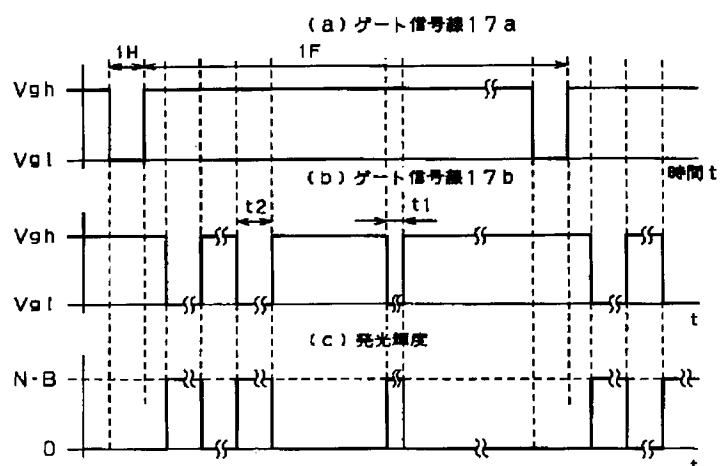 (a)ゲート信号線17a
1H
1F
Vgh
Vgl
時間t
(b)ゲート信号線17b
t2
t1
Vgh
Vgl
t
(c)発光輝度
N・B
0
t